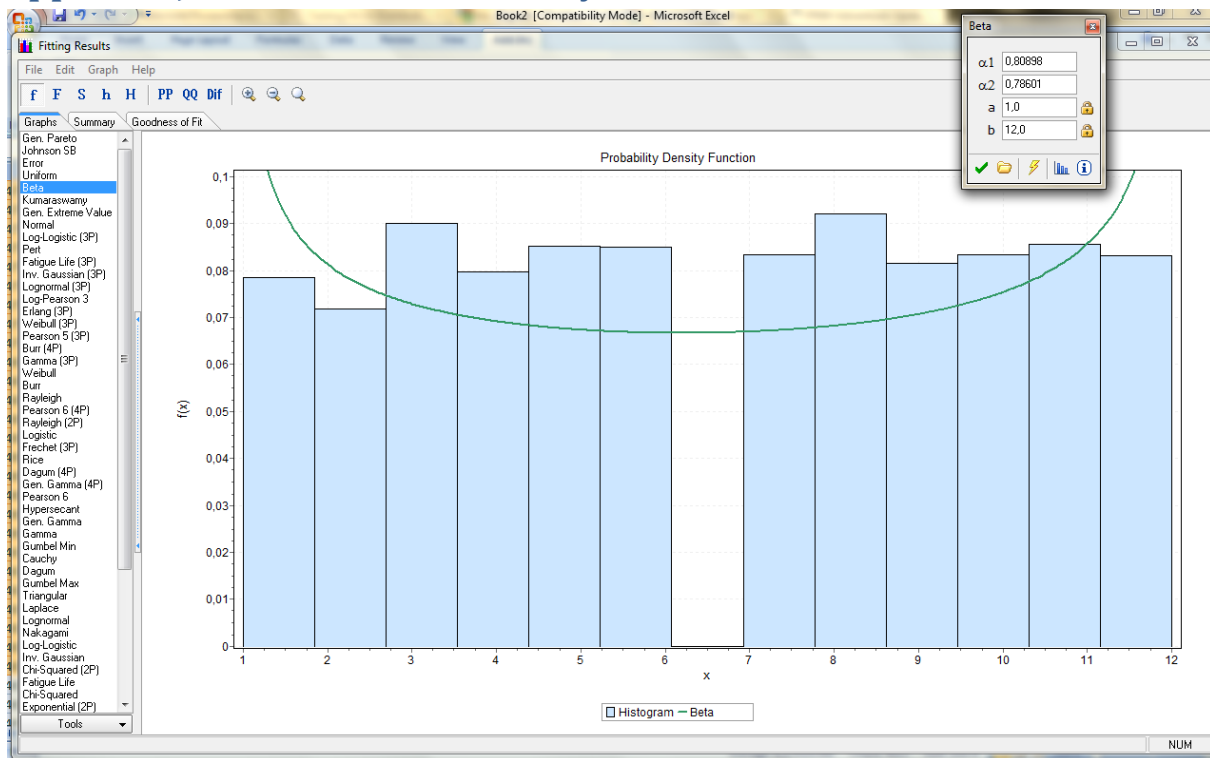 Book2 [Compatibility Mode] - Microsoft Excel
Fitting Results
File Edit Graph Help
f F S h H PP QQ Dif
Graphs Summary Goodness of Fit
Gen. Pareto
Johnson SB
Error
Uniform
Beta
Kumaraswamy
Gen. Extreme Value
Normal
Log-Logistic (3P)
Pert
Fatigue Life (3P)
Inv. Gaussian (3P)
Lognormal (3P)
Log-Pearson 3
Erlang (3P)
Weibull (3P)
Pearson 5 (3P)
Burr (4P)
Gamma (3P)
Weibull
Burr
Rayleigh
Pearson 6 (4P)
Rayleigh (2P)
Logistic
Frechet (3P)
Rice
Dagum (4P)
Gen. Gamma (4P)
Pearson 6
Hypersecant
Gen. Gamma
Gamma
Gumbel Min
Cauchy
Dagum
Gumbel Max
Triangular
Laplace
Lognormal
Nakagami
Log-Logistic
Inv. Gaussian
Chi-Squared (2P)
Fatigue Life
Chi-Squared
Exponential (2P)
Tools
Probability Density Function
0,1
0,09
0,08
0,07
0,06
0,05
0,04
0,03
0,02
0,01
0
f(x)
1 2 3 4 5 6 7 8 9 10 11 12
x
Histogram Beta
Beta
α1 0,80898
α2 0,78601
a 1,0
b 12,0
NUM